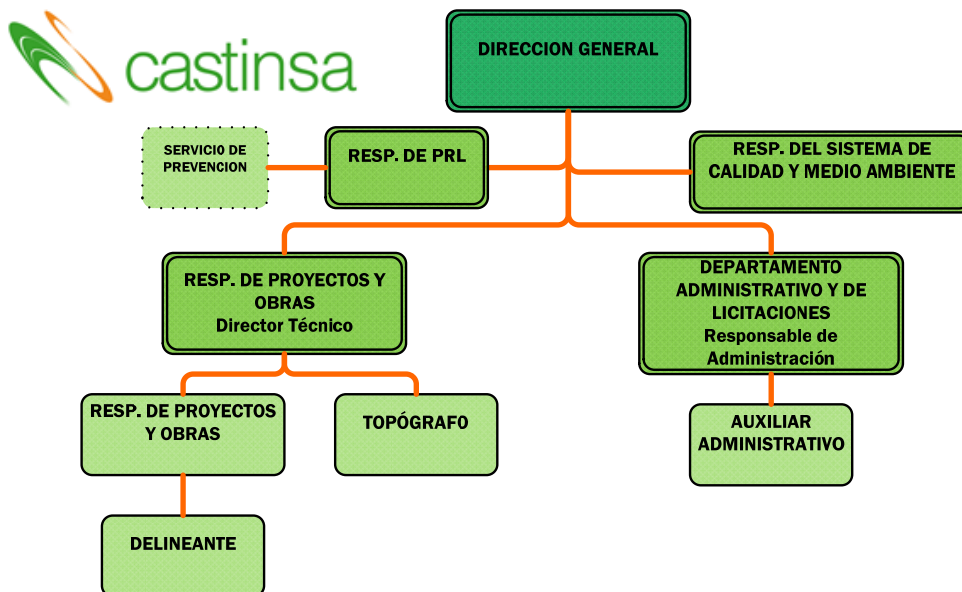 castinsa
DIRECCION GENERAL
SERVICIO DE
PREVENCION
RESP. DE PRL
RESP. DEL SISTEMA DE
CALIDAD Y MEDIO AMBIENTE
RESP. DE PROYECTOS Y
OBRAS
Director Técnico
DEPARTAMENTO
ADMINISTRATIVO Y DE
LICITACIONES
Responsable de
Administración
RESP. DE PROYECTOS
Y OBRAS
TOPÓGRAFO
AUXILIAR
ADMINISTRATIVO
DELINEANTE